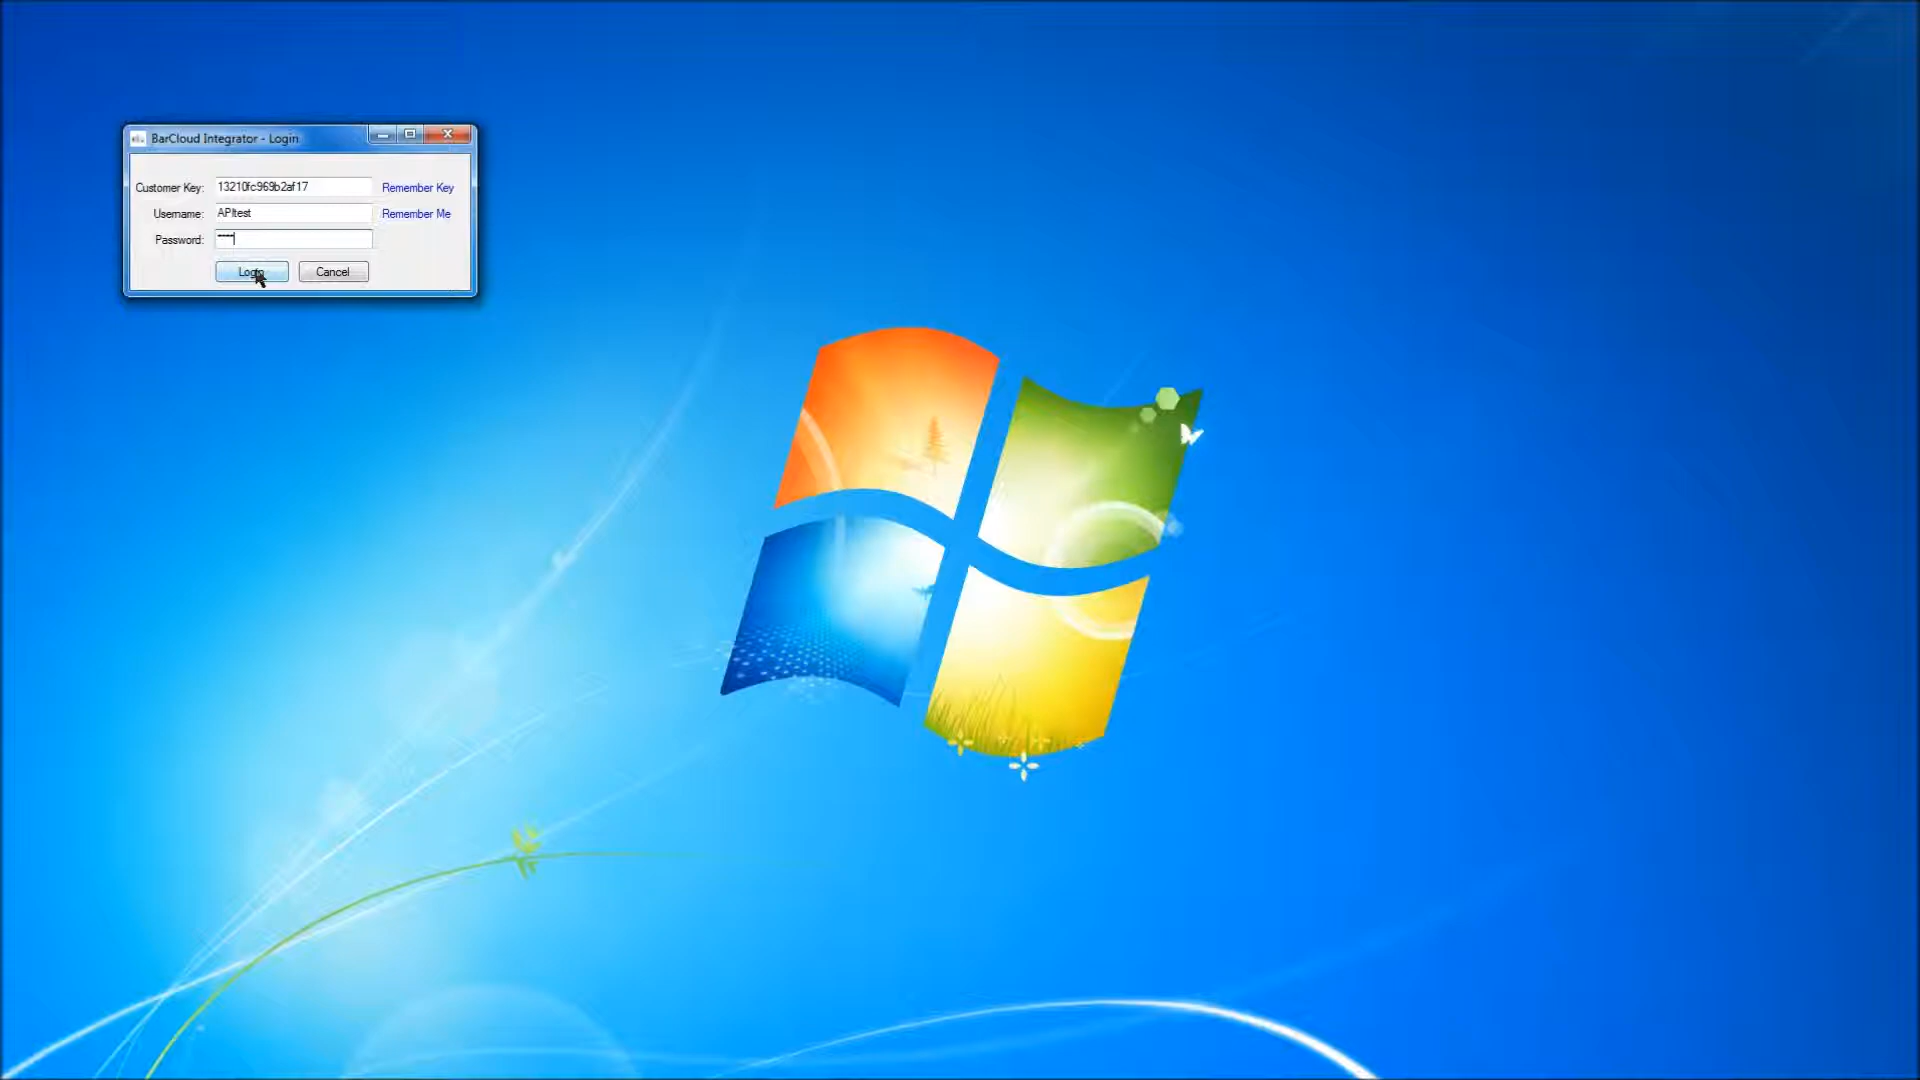 BarCloud Integrator - Login
Customer Key: 13210fc969b2af17 Remember Key
Username: APItest Remember Me
Password: ****
Login Cancel